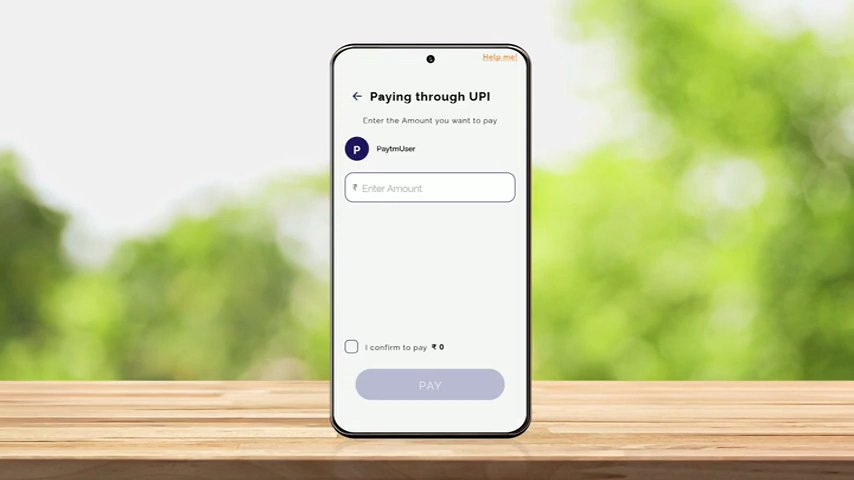 Help me!
← Paying through UPI
Enter the Amount you want to pay
P PaytmUser
₹ Enter Amount
I confirm to pay ₹ 0
PAY